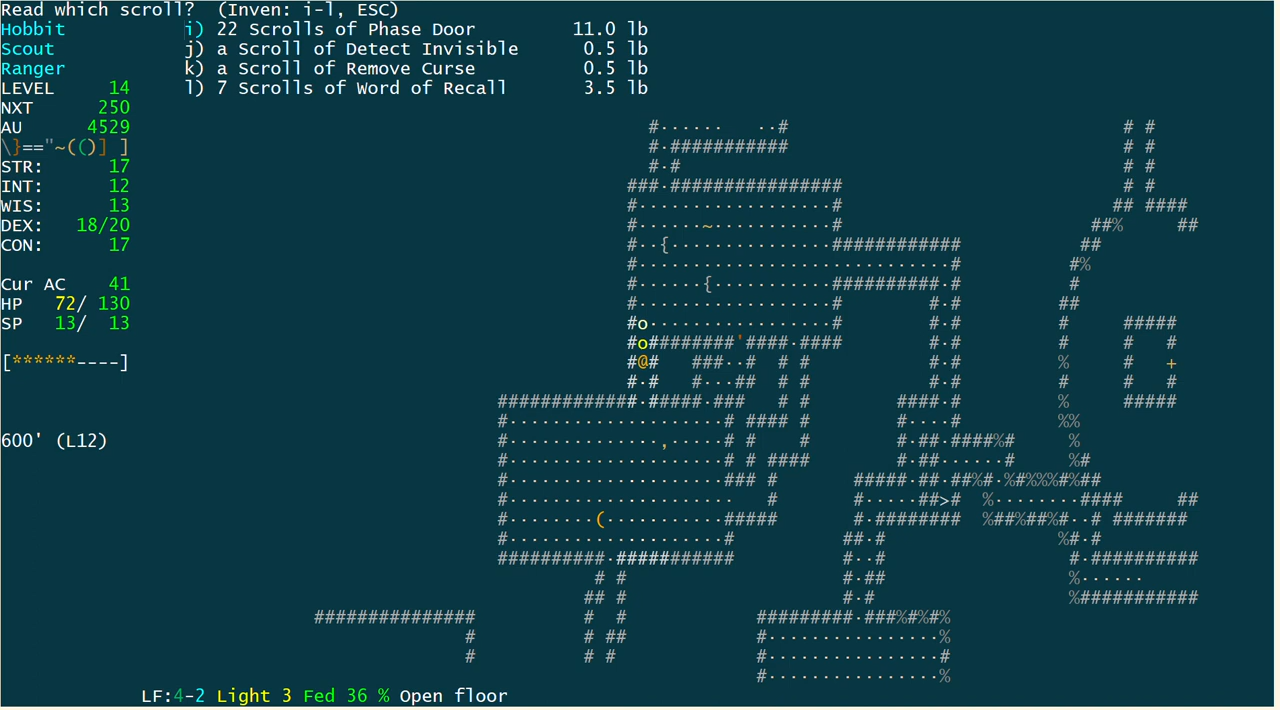 Read which scroll?  (Inven: i-l, ESC)
Hobbit i) 22 Scrolls of Phase Door 11.0 lb
Scout j) a Scroll of Detect Invisible 0.5 lb
Ranger k) a Scroll of Remove Curse 0.5 lb
LEVEL 14 l) 7 Scrolls of Word of Recall 3.5 lb
NXT 250
AU 4529
\}=="~(()] ]
STR: 17
INT: 12
WIS: 13
DEX: 18/20
CON: 17
Cur AC 41
HP 72/ 130
SP 13/ 13
[******----]
600' (L12)
LF:4-2 Light 3 Fed 36 % Open floor